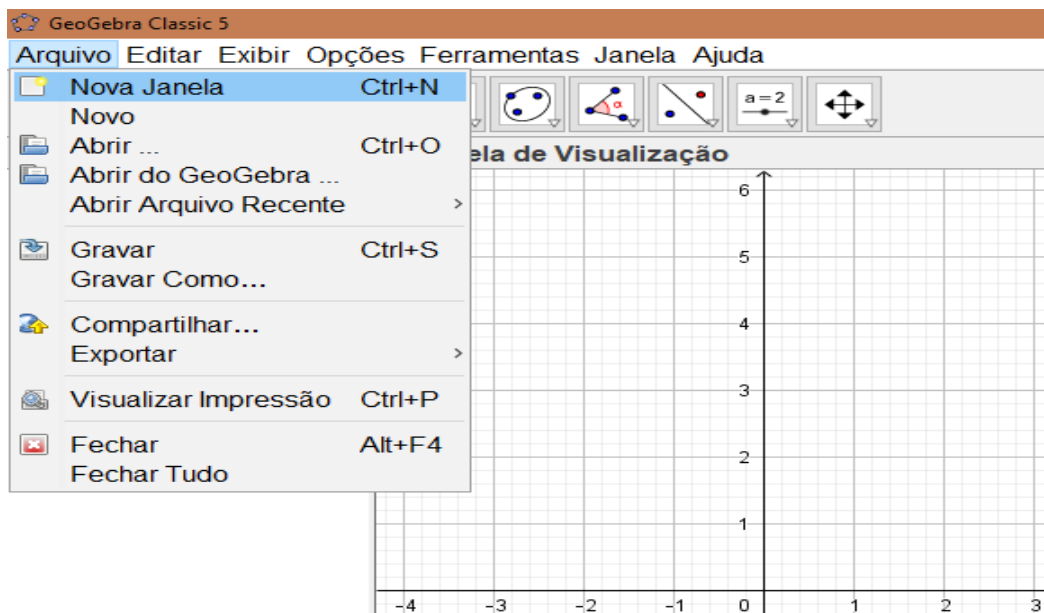 GeoGebra Classic 5
Arquivo Editar Exibir Opções Ferramentas Janela Ajuda
Nova Janela Ctrl+N
Novo
Abrir ... Ctrl+O
Abrir do GeoGebra ...
Abrir Arquivo Recente >
Gravar Ctrl+S
Gravar Como...
Compartilhar...
Exportar >
Visualizar Impressão Ctrl+P
Fechar Alt+F4
Fechar Tudo
α
a=2
ela de Visualização
6
5
4
3
2
1
-4 -3 -2 -1 0 1 2 3